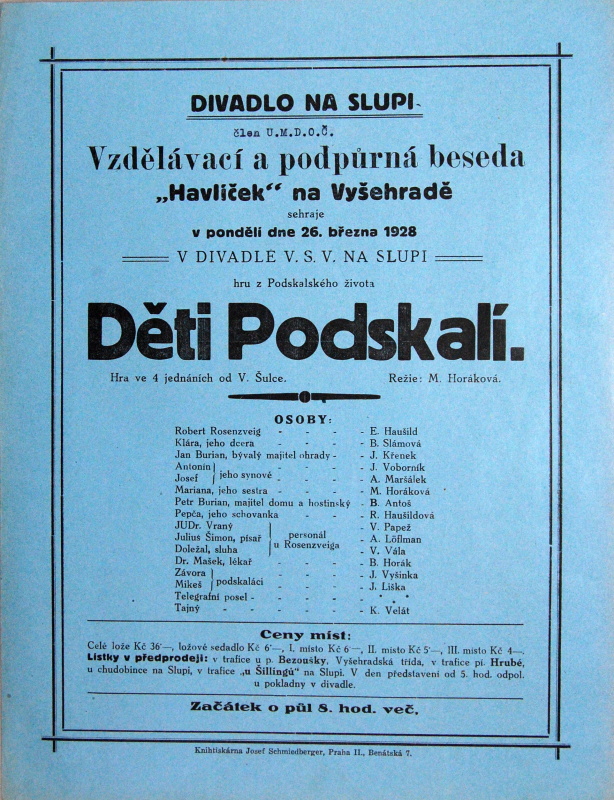 DIVADLO NA SLUPI
člen U.M.D.O.Č.
Vzdělávací a podpůrná beseda
„Havlíček“ na Vyšehradě
sehraje
v pondělí dne 26. března 1928
V DIVADLE V. S. V. NA SLUPI
hru z Podskalského života
Děti Podskalí.
Hra ve 4 jednáních od V. Šulce. Režie: M. Horáková.
OSOBY:
Robert Rosenzveig - - - - E. Haušild
Klára, jeho dcera - - - - B. Slámová
Jan Burian, bývalý majitel ohrady - - J. Křenek
Antonín } jeho synové - - - - J. Voborník
Josef } - - - - A. Maršálek
Mariana, jeho sestra - - - - M. Horáková
Petr Burian, majitel domu a hostinský - B. Antoš
Pepča, jeho schovanka - - - R. Haušildová
JUDr. Vraný } personál u Rosenzveiga - V. Papež
Julius Šimon, písař } - A. Löflman
Doležal, sluha } - V. Vála
Dr. Mašek, lékař - - - - B. Horák
Závora } podskaláci - - - - J. Vyšinka
Mikeš } - - - - J. Liška
Telegrafní posel - - - - - * * *
Tajný - - - - - K. Velát
Ceny míst:
Celé lože Kč 36·—, ložové sedadlo Kč 6·—, I. místo Kč 6·—, II. místo Kč 5·—, III. místo Kč 4·—.
Lístky v předprodeji: v trafice u p. Bezoušky, Vyšehradská třída, v trafice pí. Hrubé,
u chudobince na Slupi, v trafice „u Šillingů“ na Slupi. V den představení od 5. hod. odpol.
u pokladny v divadle.
Začátek o půl 8. hod. več.
Knihtiskárna Josef Schmiedberger, Praha II., Benátská 7.